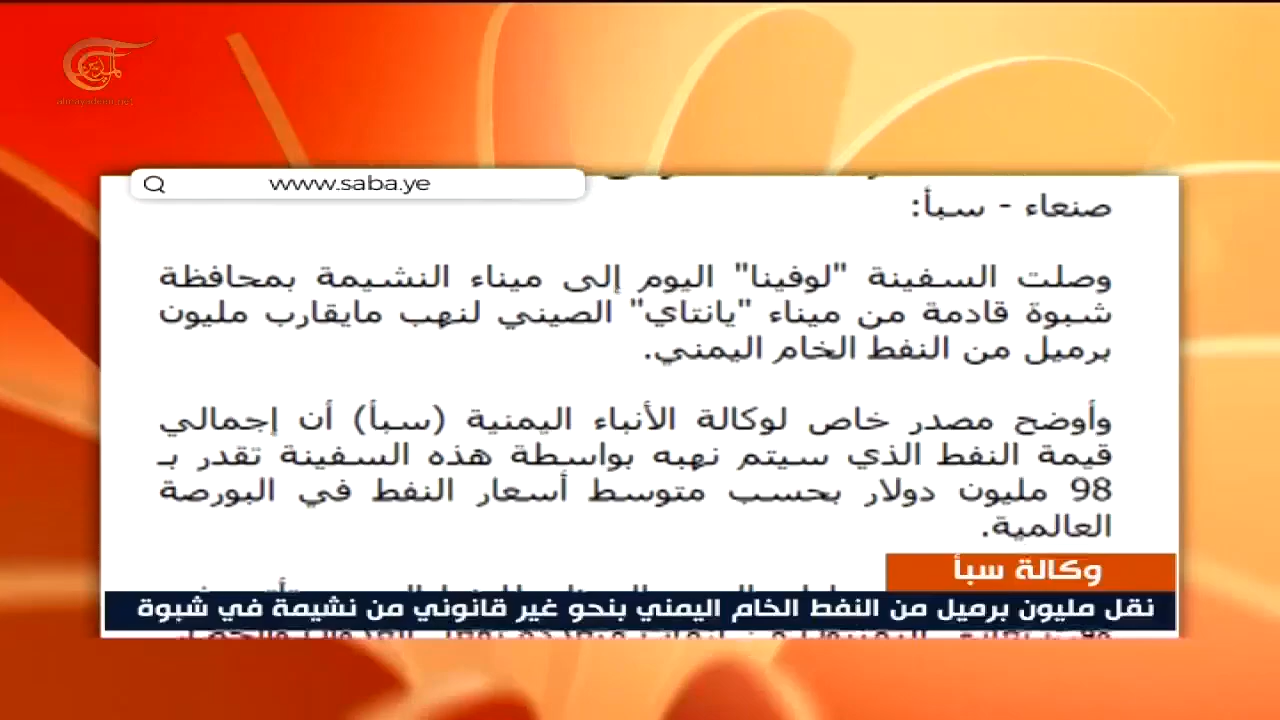 الميادين
almayadeen.net
www.saba.ye
صنعاء - سبأ:
وصلت السفينة "لوفينا" اليوم إلى ميناء النشيمة بمحافظة
شبوة قادمة من ميناء "يانتاي" الصيني لنهب مايقارب مليون
برميل من النفط الخام اليمني.
وأوضح مصدر خاص لوكالة الأنباء اليمنية (سبأ) أن إجمالي
قيمة النفط الذي سيتم نهبه بواسطة هذه السفينة تقدر بـ
98 مليون دولار بحسب متوسط أسعار النفط في البورصة
العالمية.
وكالة سبأ
نقل مليون برميل من النفط الخام اليمني بنحو غير قانوني من نشيمة في شبوة